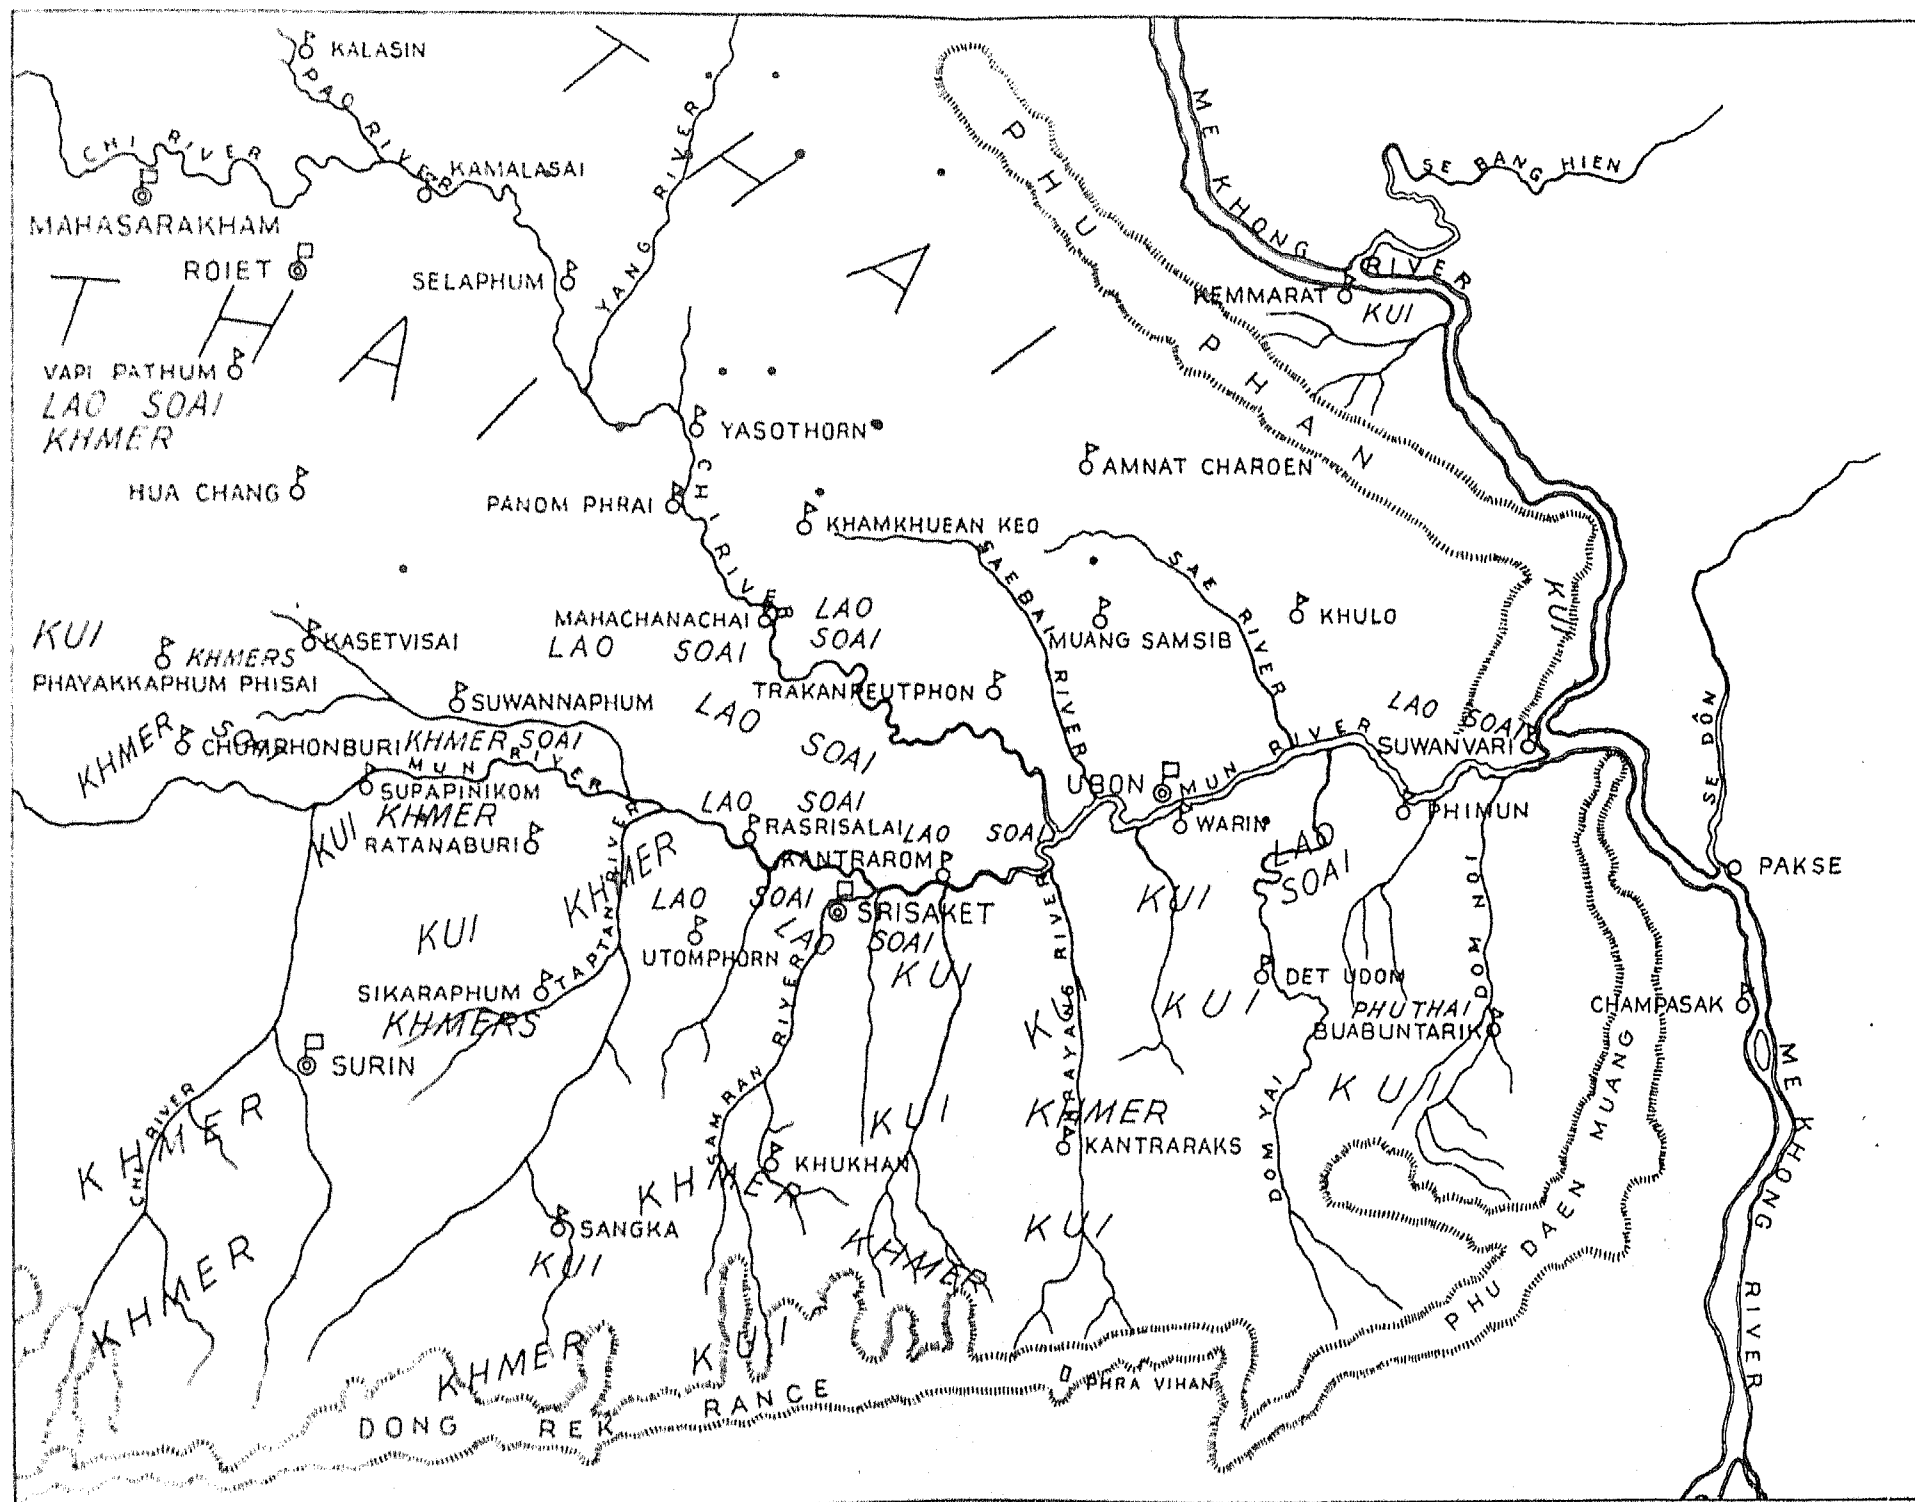 KALASIN
PAO RIVER
THAI
ME KHONG RIVER
PHU PHAN
SE BANG HIEN
CHI RIVER
KAMALASAI
YANG RIVER
MAHASARAKHAM
ROIET
SELAPHUM
KEMMARAT
KUI
THAI
VAPI PATHUM
LAO SOAI
KHMER
YASOTHORN
AMNAT CHAROEN
HUA CHANG
PANOM PHRAI
CHI RIVER
KHAMKHUEAN KEO
SAEBAI RIVER
SAE RIVER
KUI
MAHACHANACHAI
LAO
SOAI
LAO SOAI
MUANG SAMSIB
KHULO
KUI
KHMERS
KASETVISAI
PHAYAKKAPHUM PHISAI
SUWANNAPHUM
TRAKANPEUTPHON
LAO
SOAI
LAO SOAI
SUWANVARI
SE DÔN
KHMER SOAI
CHUMPHONBURI
KHMER SOAI
MUN RIVER
SUPAPINIKOM
KHMER
KUI
RATANABURI
LAO SOAI
RASRISALAI
LAO SOAI
UBON
MUN RIVER
WARIN
PHIMUN
LAO
SOAI
PAKSE
KANTRAROM
KHMER
TAPTAN RIVER
LAO SOAI
SRISAKET
LAO SOAI
KUI
KUI
UTOMPHORN
KUI
DET UDOM
DOM NOI
SIKARAPHUM
KHMERS
KUI
PHUTHAI
BUABUNTARIK
CHAMPASAK
SURIN
SAMRAN RIVER
RIVER
KUI
CHI RIVER
KHMER
KUI
KHMER
KANTRARAKS
DOM YAI
KHUKHAN
KHMER
SANGKA
KUI
KUI
KHMER
KHMER
KHMER
KUI
PHRA VIHAN
PHU DAEN MUANG
ME KHONG RIVER
DONG REK RANGE